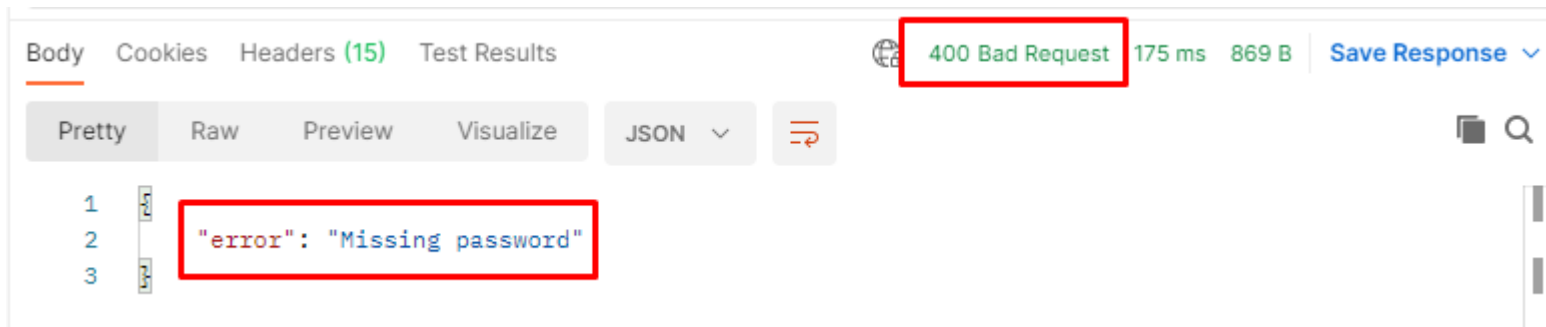 Body Cookies Headers (15) Test Results 400 Bad Request 175 ms 869 B Save Response
Pretty Raw Preview Visualize JSON
1 {
2 "error": "Missing password"
3 }